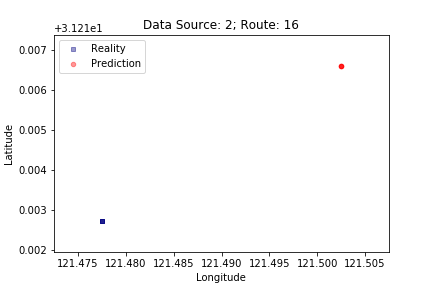 Data Source: 2; Route: 16
+3.121e1
Reality
Prediction
0.007
0.006
0.005
0.004
0.003
0.002
Latitude
121.475 121.480 121.485 121.490 121.495 121.500 121.505
Longitude